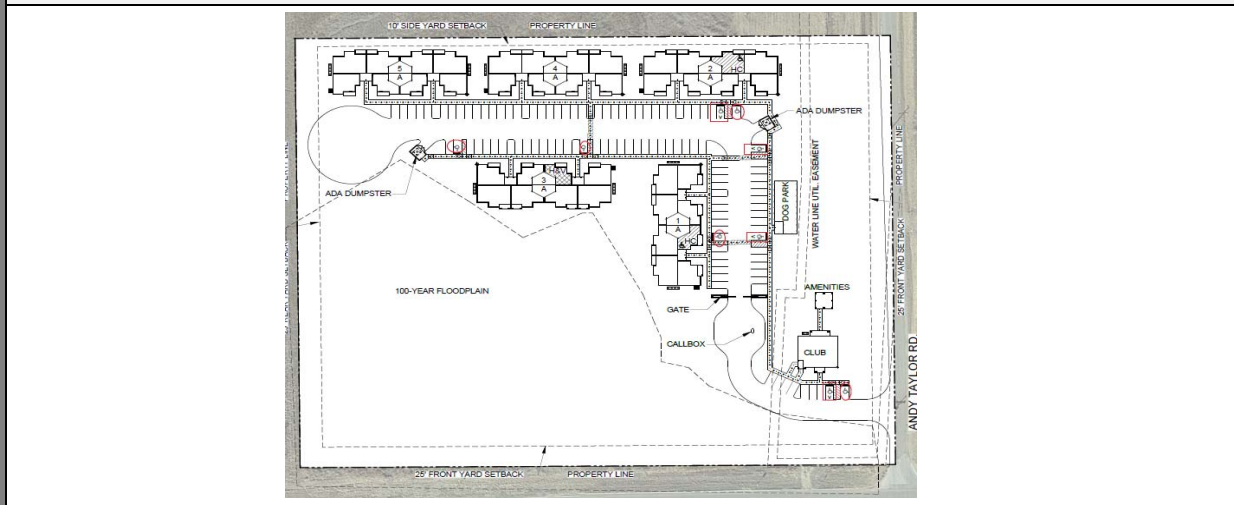 10' SIDE YARD SETBACK
PROPERTY LINE
5
A
4
A
2
A
HC
ADA DUMPSTER
PROPERTY LINE
ADA DUMPSTER
3
A
H&V
1
A
HC
DOG PARK
WATER LINE UTIL. EASEMENT
PROPERTY LINE
25' FRONT YARD SETBACK
100-YEAR FLOODPLAIN
AMENITIES
GATE
CALLBOX
CLUB
ANDY TAYLOR RD.
25' FRONT YARD SETBACK
PROPERTY LINE